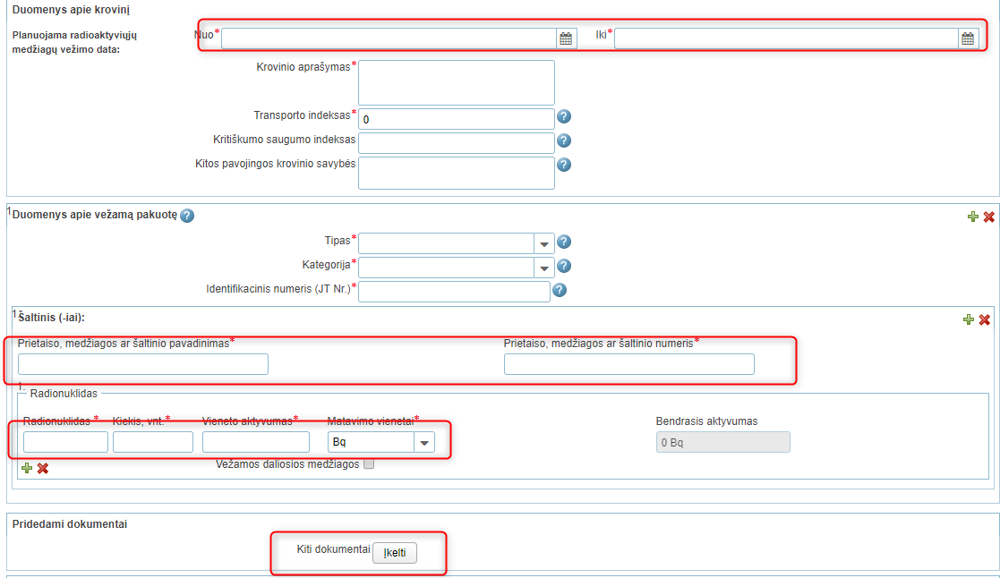 Duomenys apie krovinį
Planuojama radioaktyviųjų
medžiagų vežimo data:
Nuo* Iki*
Krovinio aprašymas*
Transporto indeksas* 0 ?
Kritiškumo saugumo indeksas ?
Kitos pavojingos krovinio savybės ?
1 Duomenys apie vežamą pakuotę ?
Tipas* ?
Kategorija* ?
Identifikacinis numeris (JT Nr.)* ?
1 Šaltinis (-iai):
Prietaiso, medžiagos ar šaltinio pavadinimas* Prietaiso, medžiagos ar šaltinio numeris*
1.
Radionuklidas
Radionuklidas * Kiekis, vnt.* Vieneto aktyvumas* Matavimo vienetai* Bendrasis aktyvumas
Bq 0 Bq
Vežamos daliosios medžiagos
Pridedami dokumentai
Kiti dokumentai Įkelti